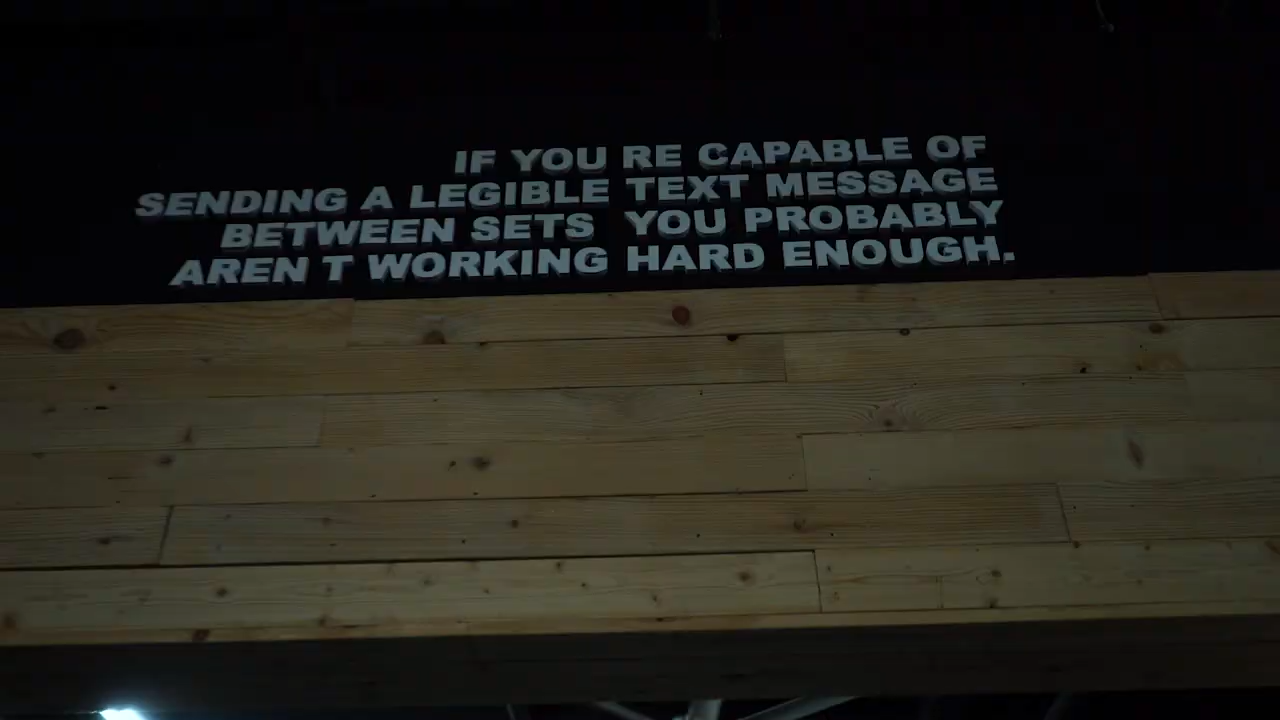 IF YOU RE CAPABLE OF
SENDING A LEGIBLE TEXT MESSAGE
BETWEEN SETS YOU PROBABLY
AREN T WORKING HARD ENOUGH.